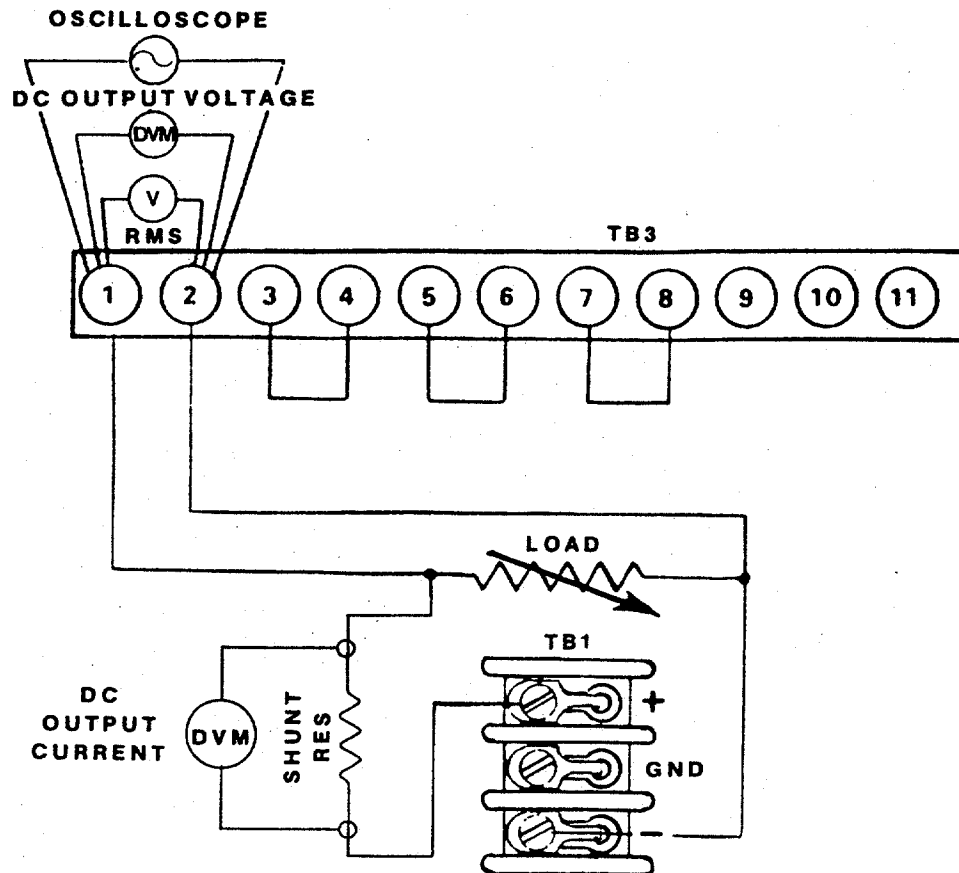 OSCILLOSCOPE
DC OUTPUT VOLTAGE
DVM
V
RMS
TB3
1 2 3 4 5 6 7 8 9 10 11
LOAD
TB1
+
GND
-
DC
OUTPUT
CURRENT
DVM
SHUNT
RES